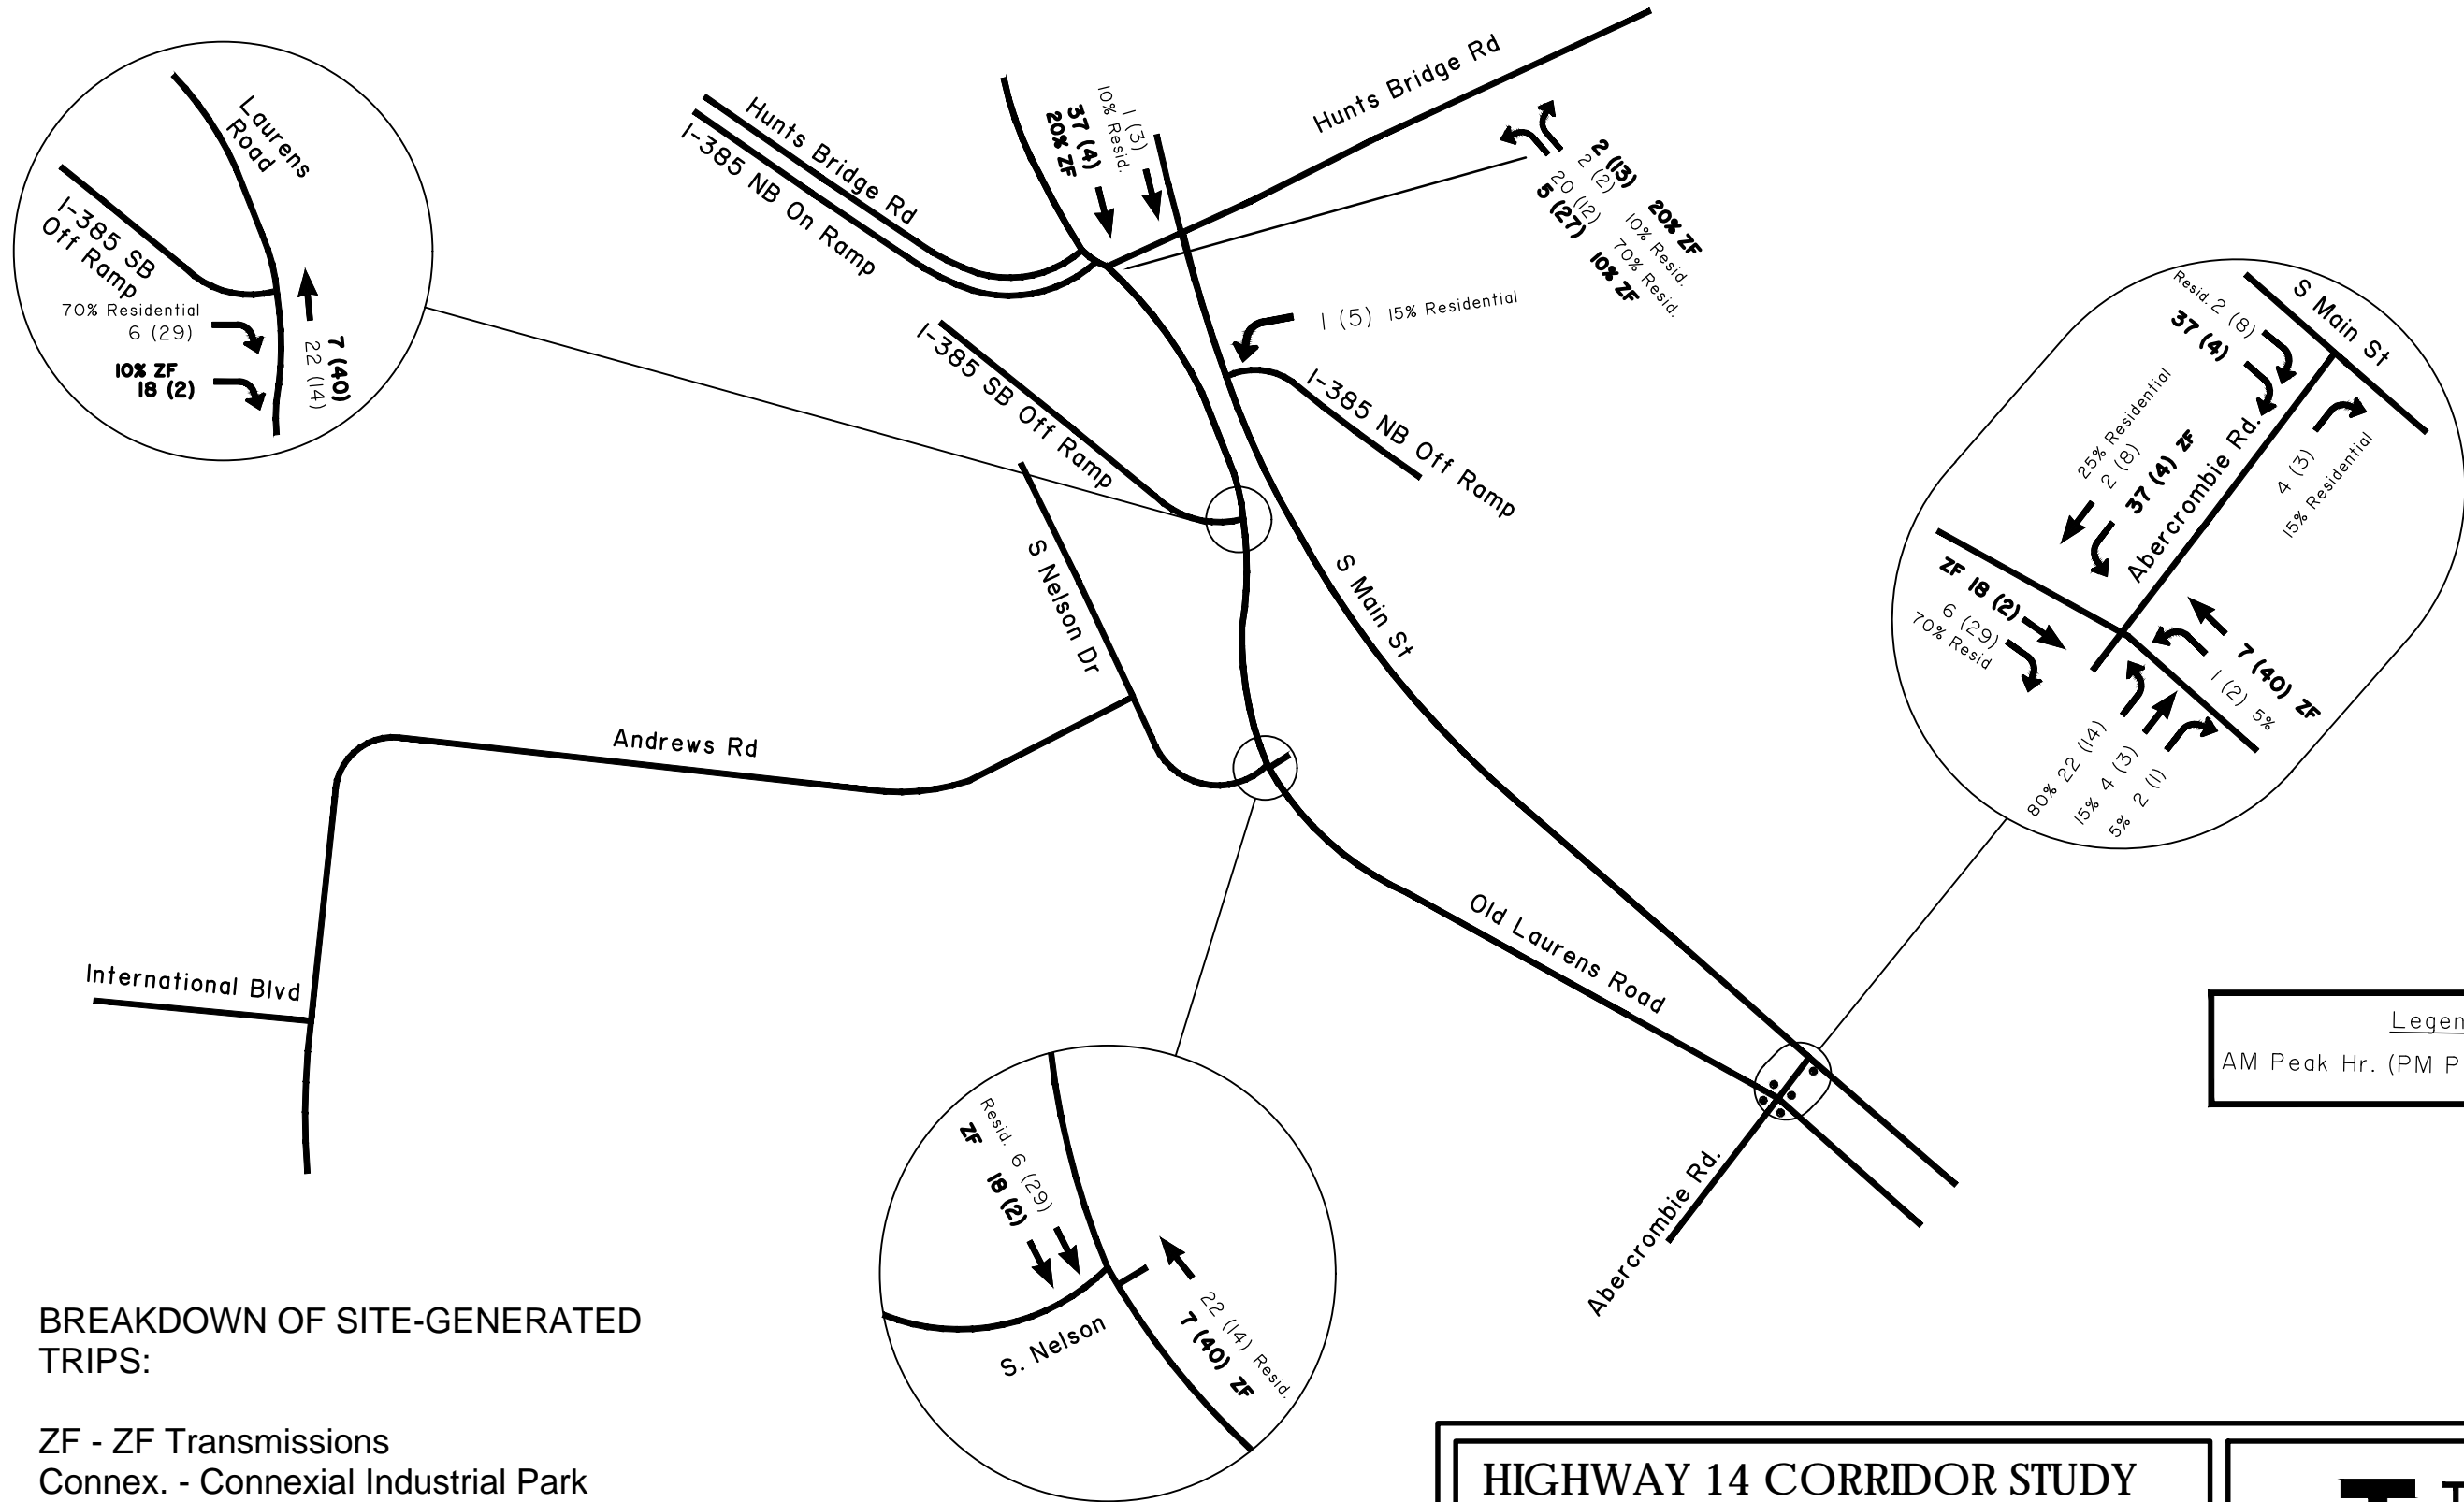 Laurens
Road
I-385 SB
Off Ramp
70% Residential
6 (29)
10% ZF
18 (2)
7 (40)
22 (14)
Hunts Bridge Rd
I-385 NB On Ramp
37 (4)
20% ZF
1 (3)
10% Resid.
Hunts Bridge Rd
2 (13) 20% ZF
2 (2) 10% Resid.
20 (12) 70% Resid.
5 (27) 10% ZF
1 (5) 15% Residential
I-385 SB Off Ramp
I-385 NB Off Ramp
S Nelson Dr
S Main St
Andrews Rd
International Blvd
Old Laurens Road
Abercrombie Rd.
S Main St
Resid. 2 (8)
37 (4)
25% Residential
2 (8)
37 (4) ZF
Abercrombie Rd.
4 (3)
15% Residential
ZF 18 (2)
6 (29)
70% Resid
7 (40) ZF
1 (2) 5%
80% 22 (14)
15% 4 (3)
5% 2 (1)
Legen
AM Peak Hr. (PM P
Resid. 6 (29)
ZF 18 (2)
22 (14) Resid.
7 (40) ZF
S. Nelson
BREAKDOWN OF SITE-GENERATED
TRIPS:
ZF - ZF Transmissions
Connex. - Connexial Industrial Park
HIGHWAY 14 CORRIDOR STUDY